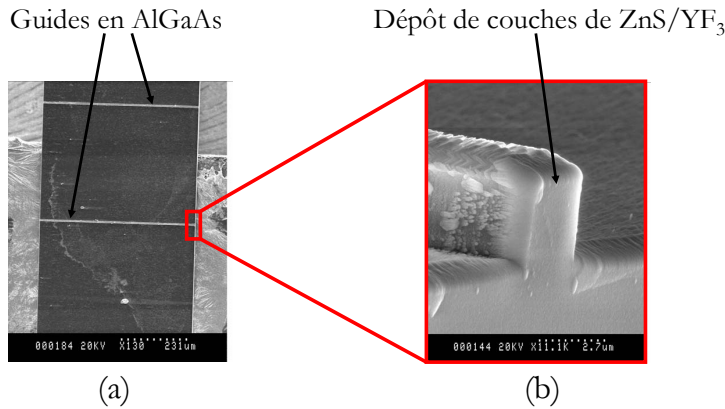 Guides en AlGaAs
Dépôt de couches de ZnS/YF3
000184 20KV X130 231um
000144 20KV X11.1K 2.7um
(a)
(b)